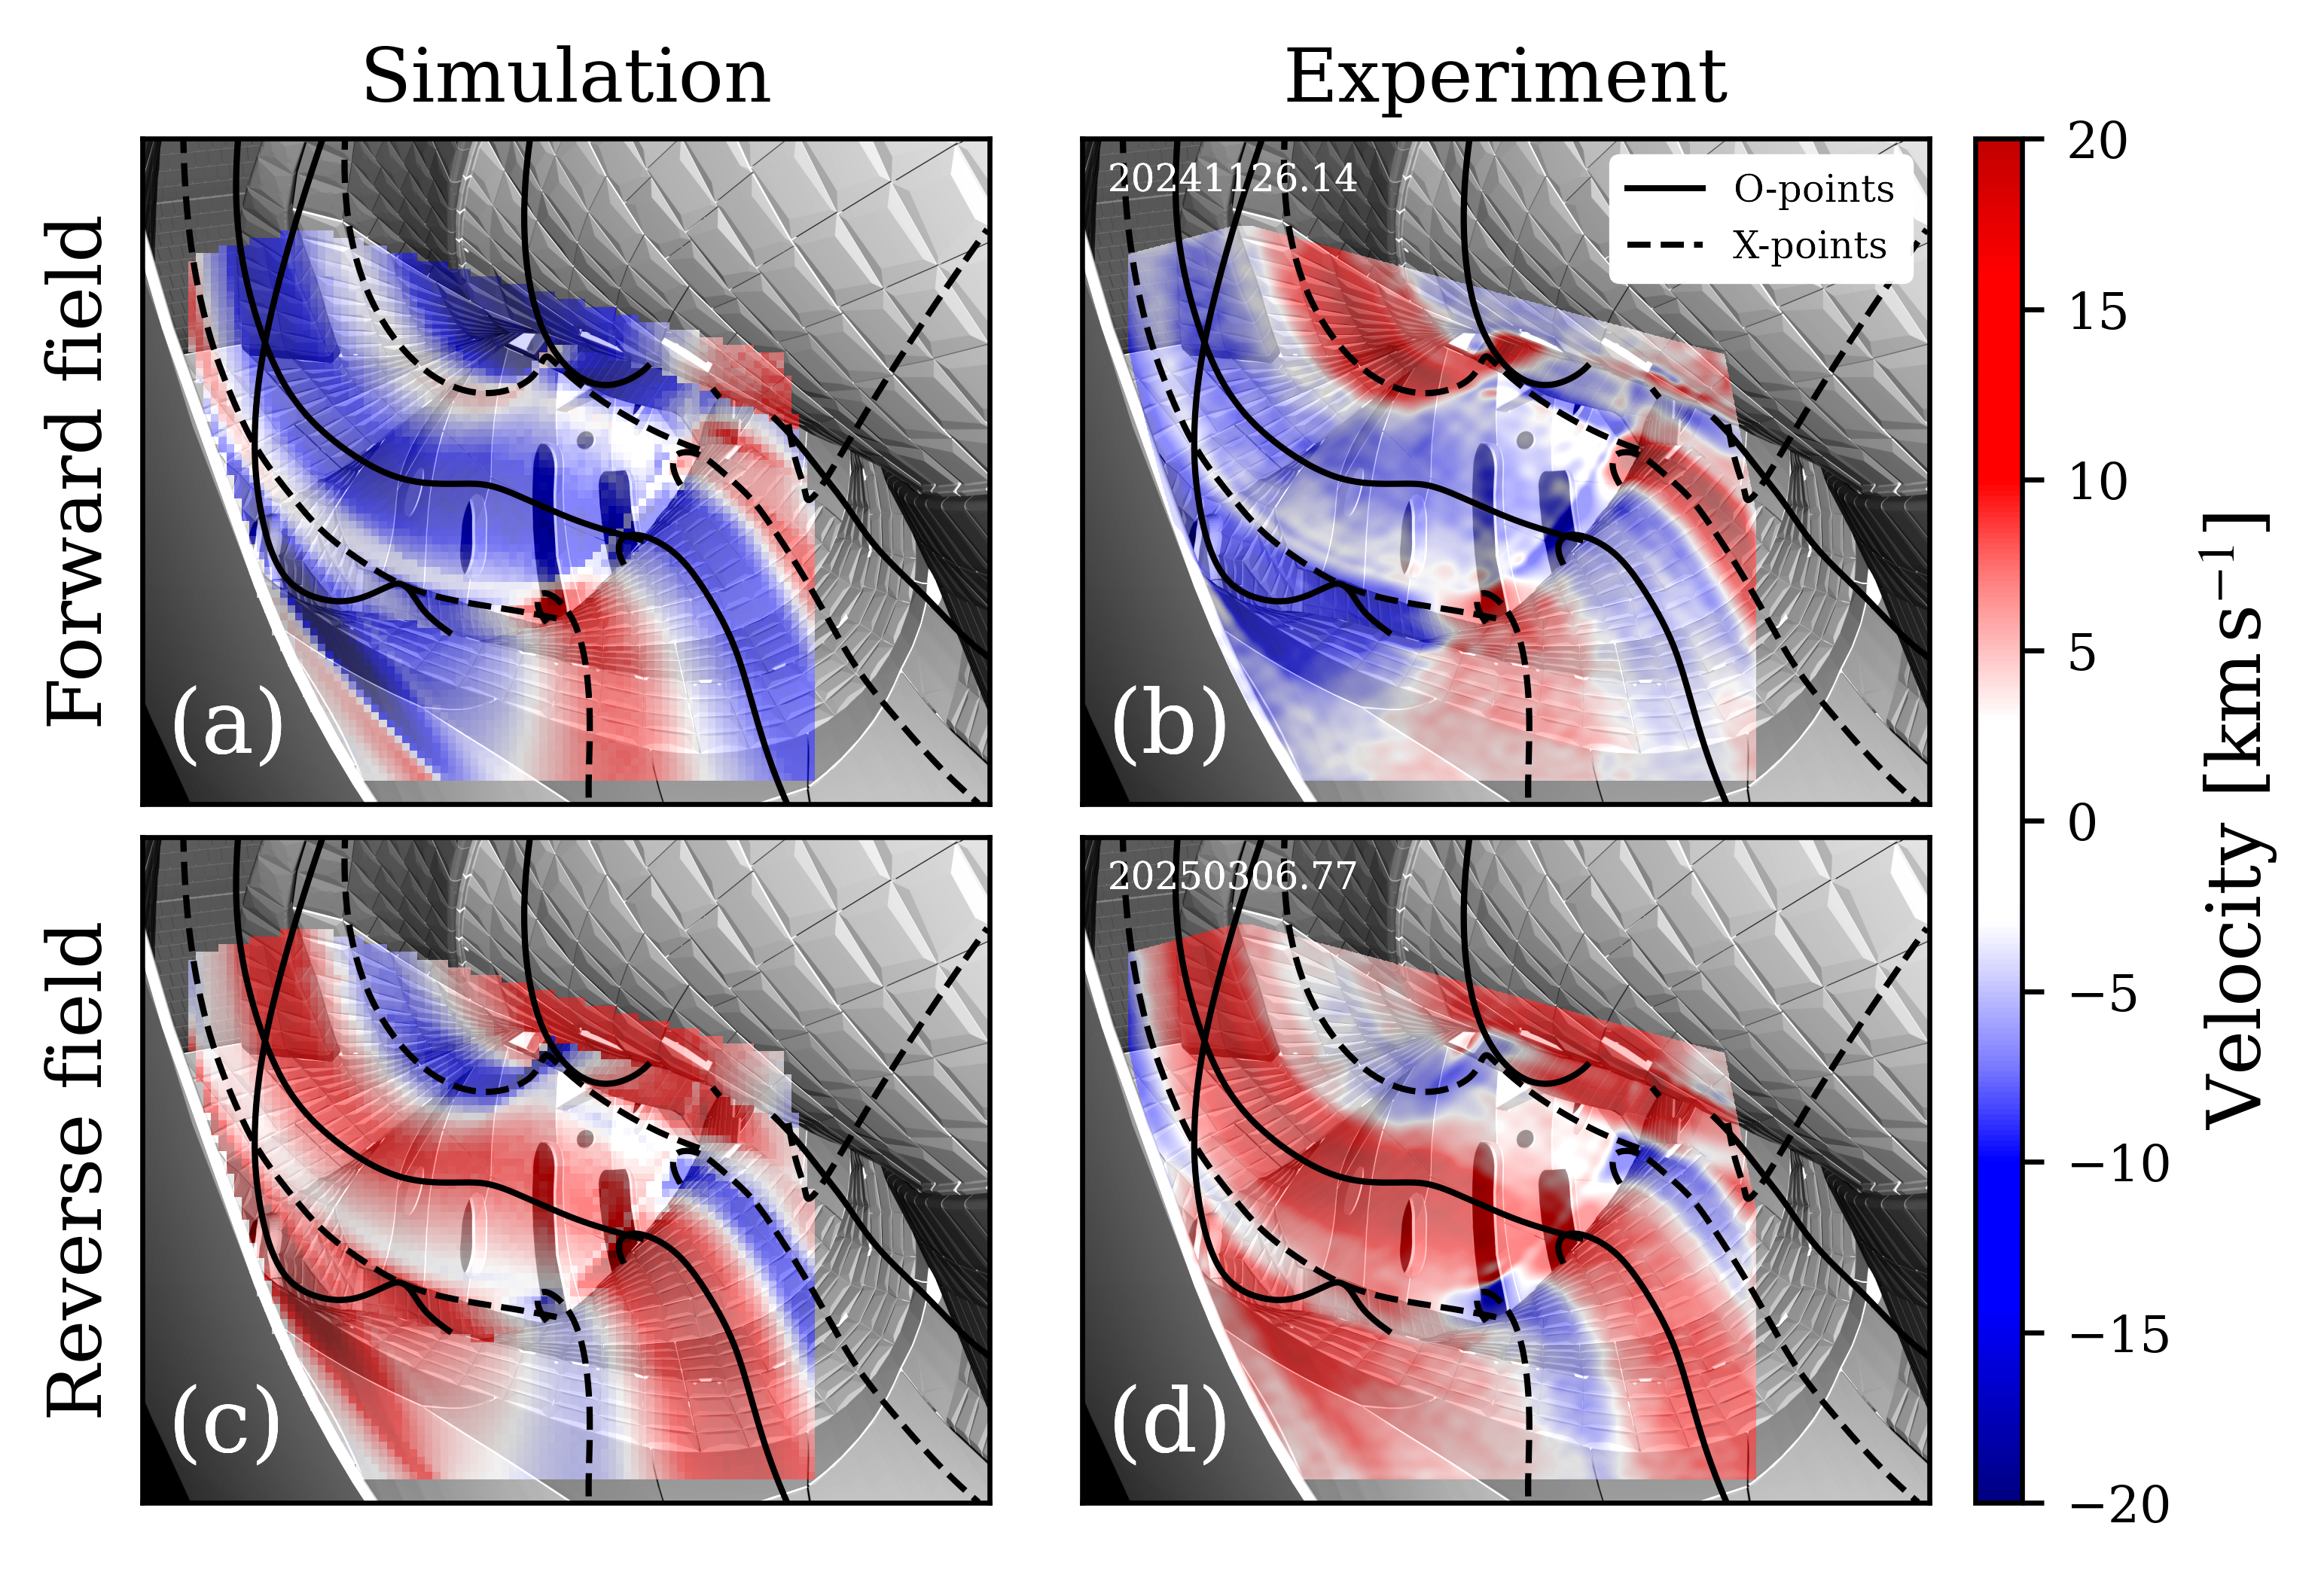 Simulation
Experiment
Forward field
Reverse field
20241126.14
O-points
X-points
(a)
(b)
20250306.77
(c)
(d)
20
15
10
5
0
−5
−10
−15
−20
Velocity [km s⁻¹]